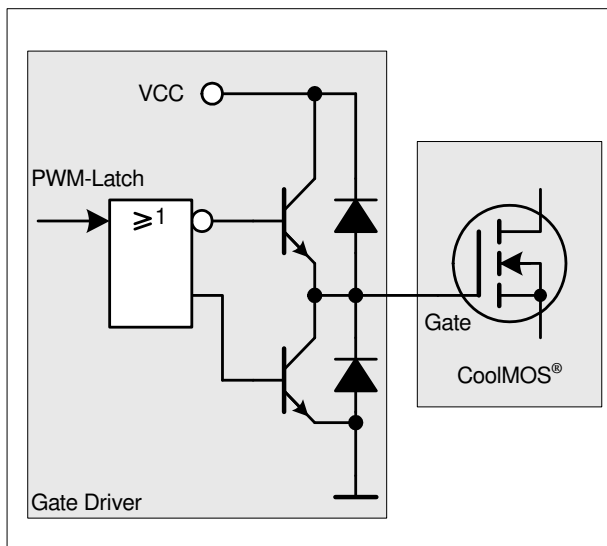 VCC
PWM-Latch
≥1
Gate
CoolMOS®
Gate Driver